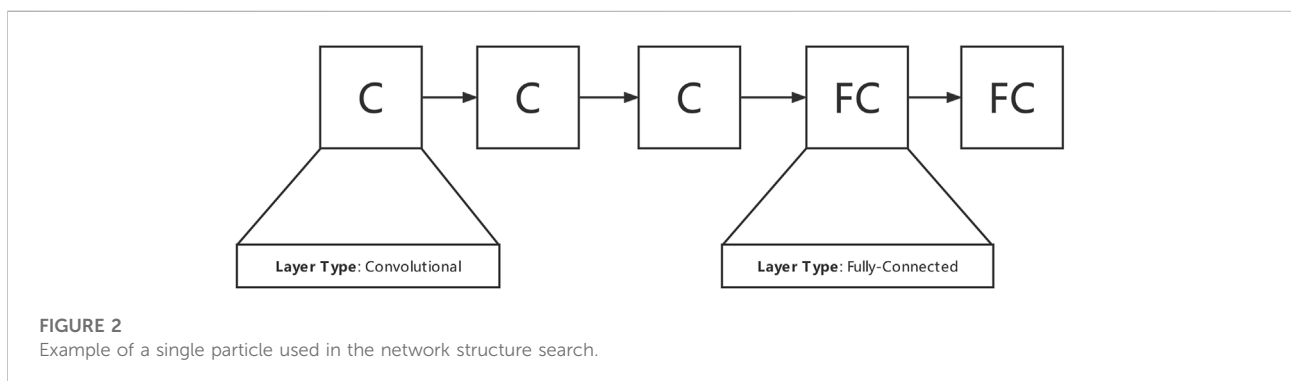 C C C FC FC
Layer Type: Convolutional Layer Type: Fully-Connected
FIGURE 2
Example of a single particle used in the network structure search.